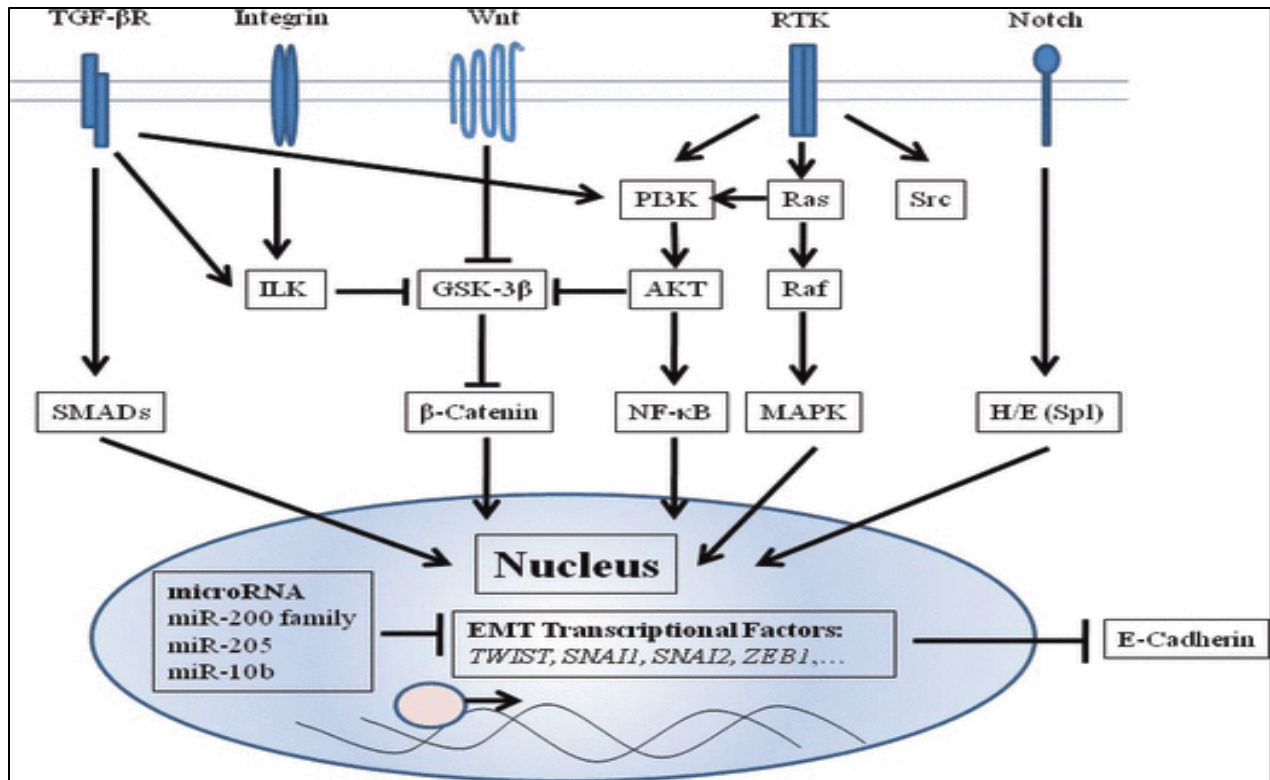 TGF-βR Integrin Wnt RTK Notch
PI3K Ras Src
ILK GSK-3β AKT Raf
SMADs β-Catenin NF-κB MAPK H/E (Spl)
Nucleus
microRNA
miR-200 family
miR-205
miR-10b
EMT Transcriptional Factors:
TWIST, SNAI1, SNAI2, ZEB1,…
E-Cadherin